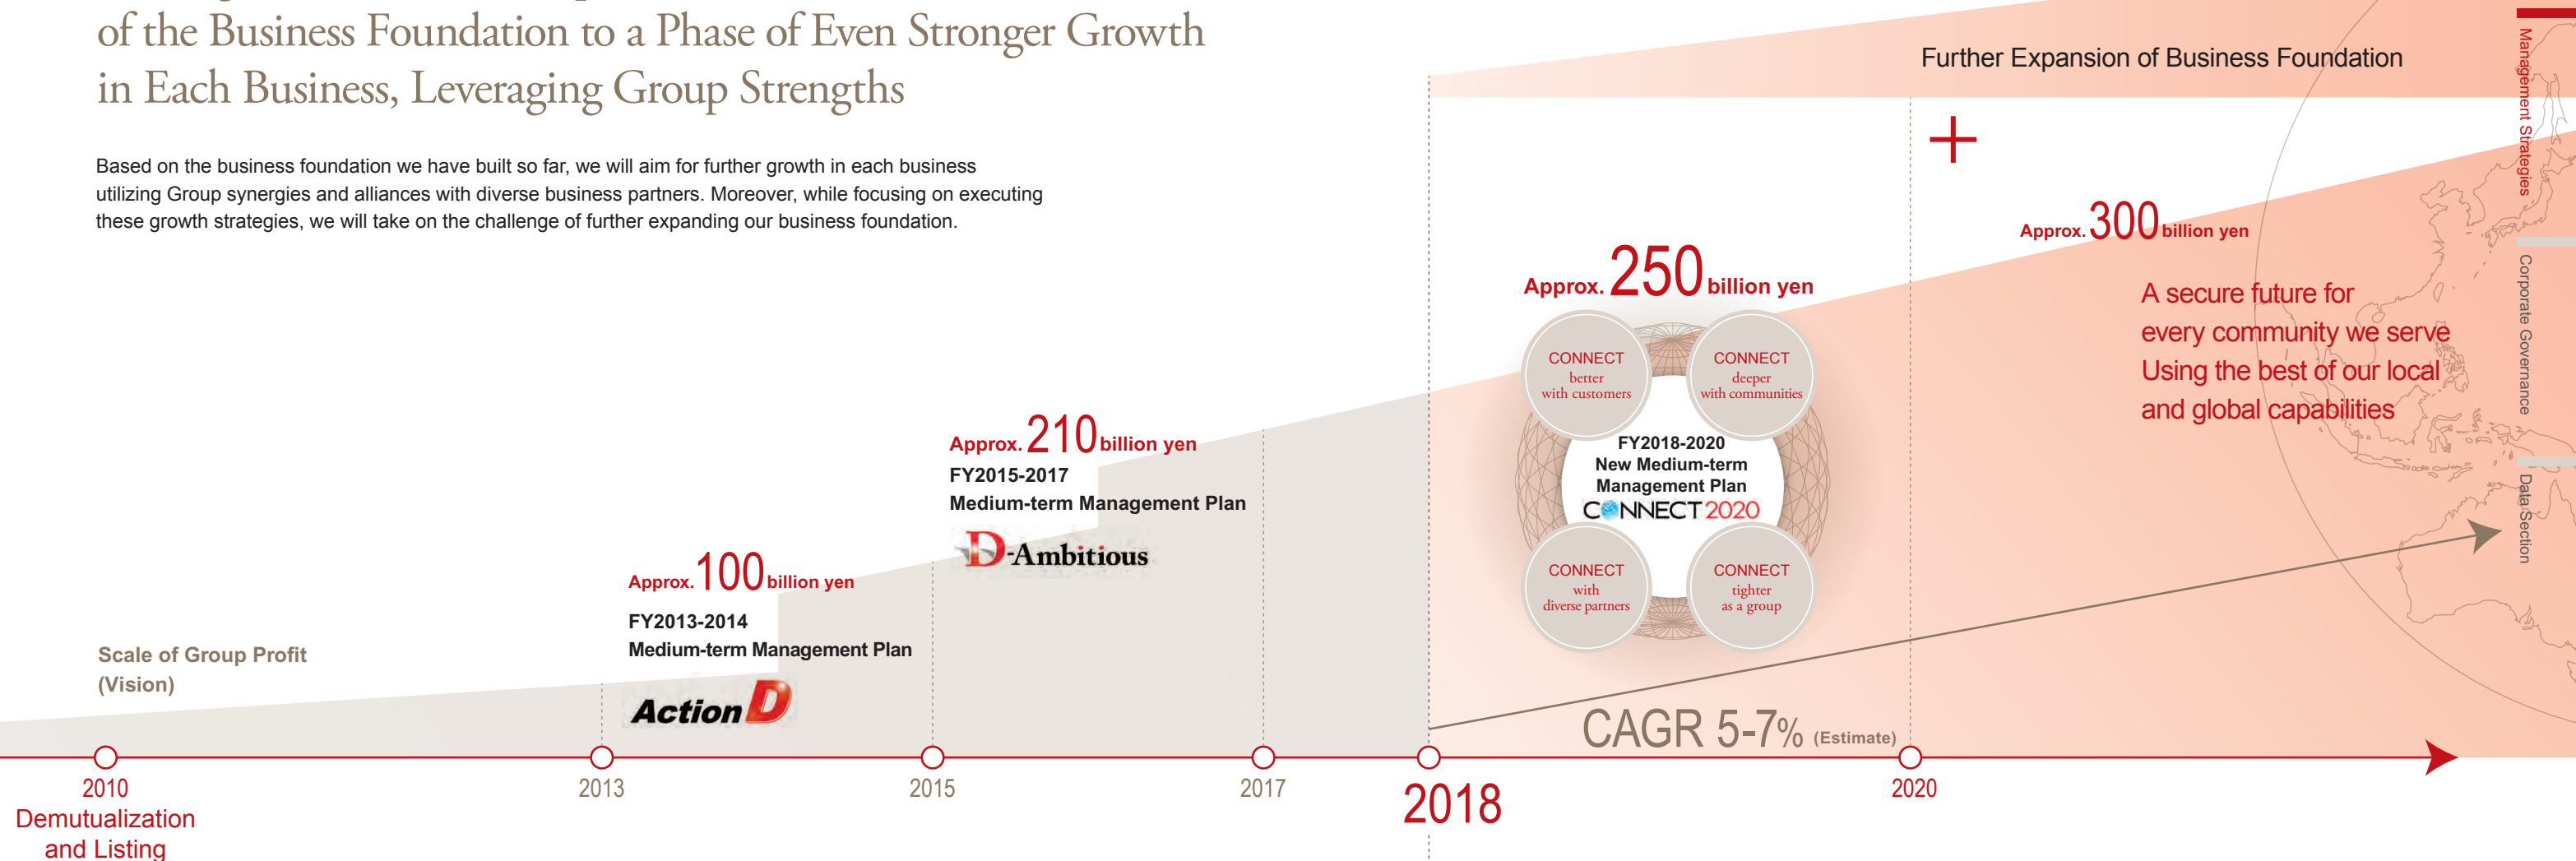 of the Business Foundation to a Phase of Even Stronger Growth
in Each Business, Leveraging Group Strengths
Based on the business foundation we have built so far, we will aim for further growth in each business
utilizing Group synergies and alliances with diverse business partners. Moreover, while focusing on executing
these growth strategies, we will take on the challenge of further expanding our business foundation.
Further Expansion of Business Foundation
+
Approx. 300 billion yen
A secure future for
every community we serve
Using the best of our local
and global capabilities
Approx. 250 billion yen
CONNECT
better
with customers
CONNECT
deeper
with communities
FY2018-2020
New Medium-term
Management Plan
CONNECT 2020
CONNECT
with
diverse partners
CONNECT
tighter
as a group
Approx. 210 billion yen
FY2015-2017
Medium-term Management Plan
D-Ambitious
Approx. 100 billion yen
FY2013-2014
Medium-term Management Plan
Action D
Scale of Group Profit
(Vision)
CAGR 5-7% (Estimate)
2010
Demutualization
and Listing
2013
2015
2017
2018
2020
Management Strategies
Corporate Governance
Data Section